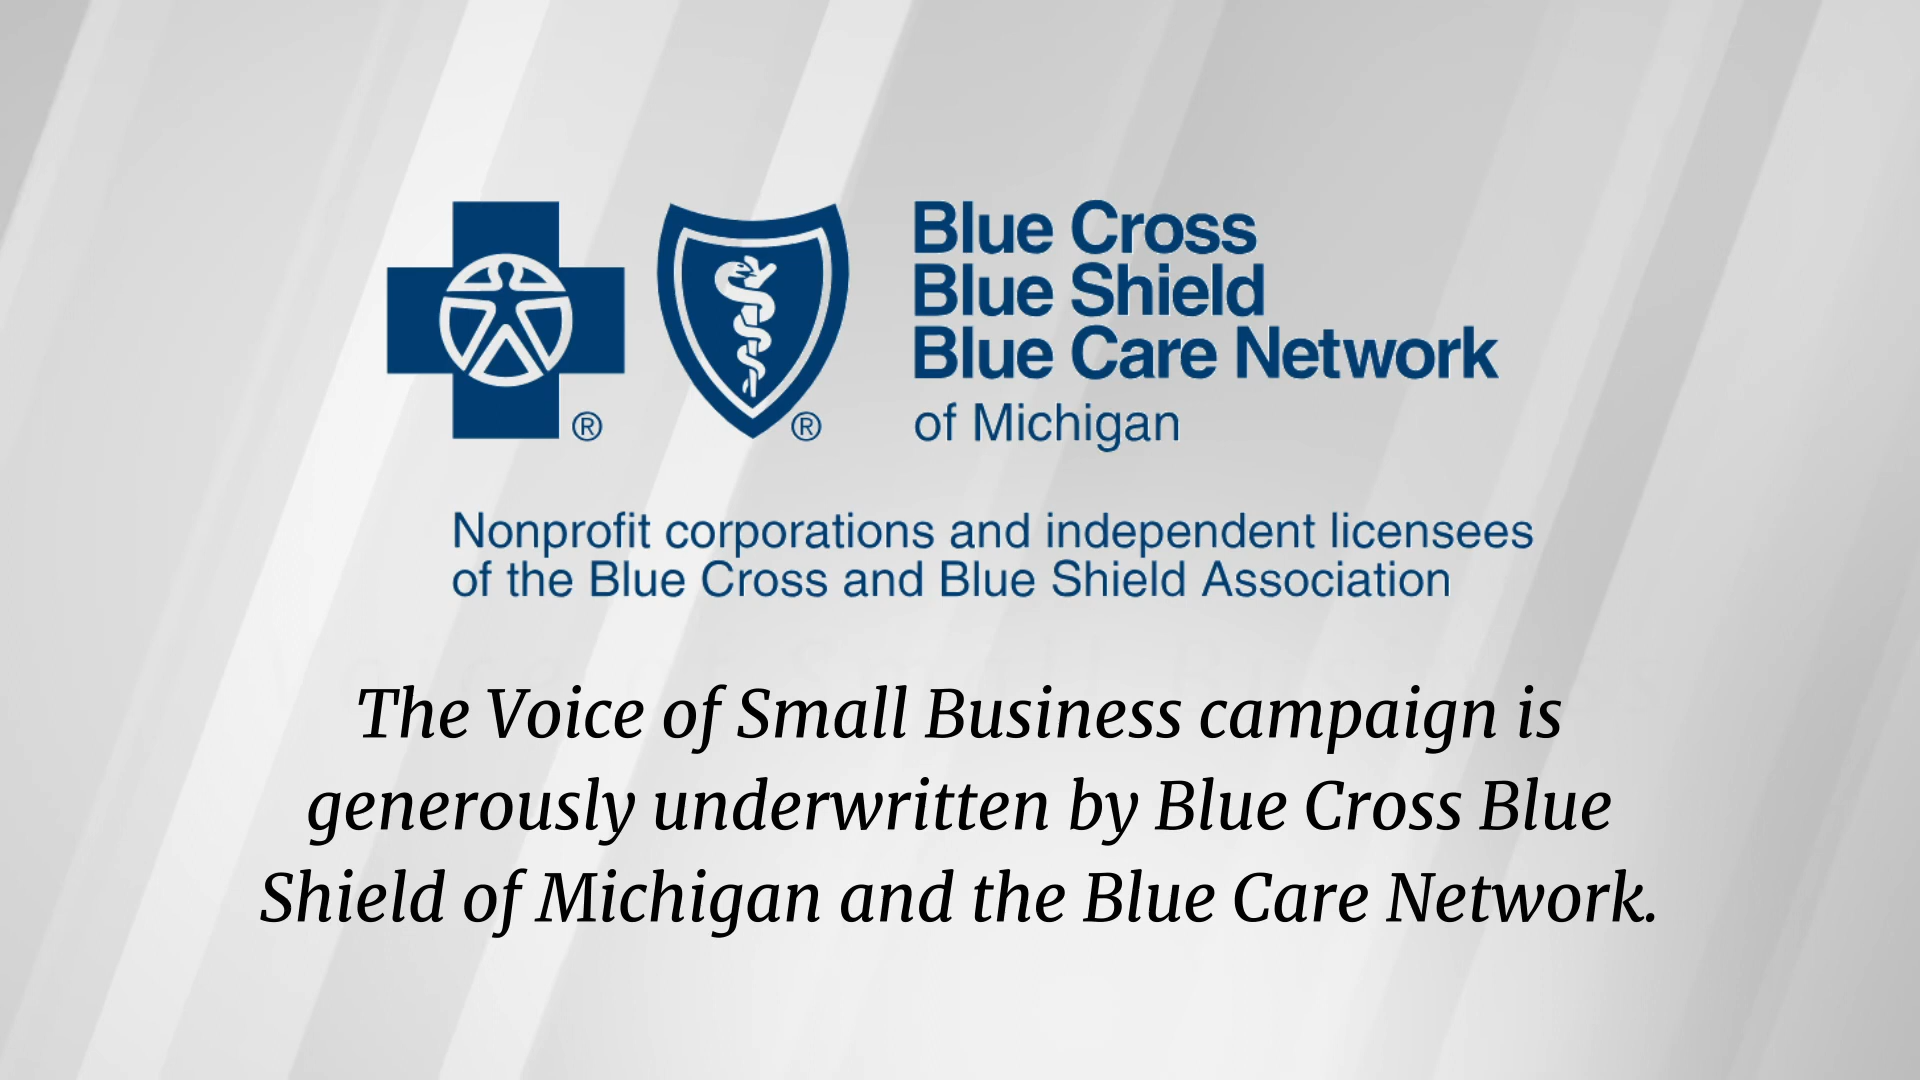 Blue Cross
Blue Shield
Blue Care Network
of Michigan
® ®
Nonprofit corporations and independent licensees
of the Blue Cross and Blue Shield Association
The Voice of Small Business campaign is
generously underwritten by Blue Cross Blue
Shield of Michigan and the Blue Care Network.